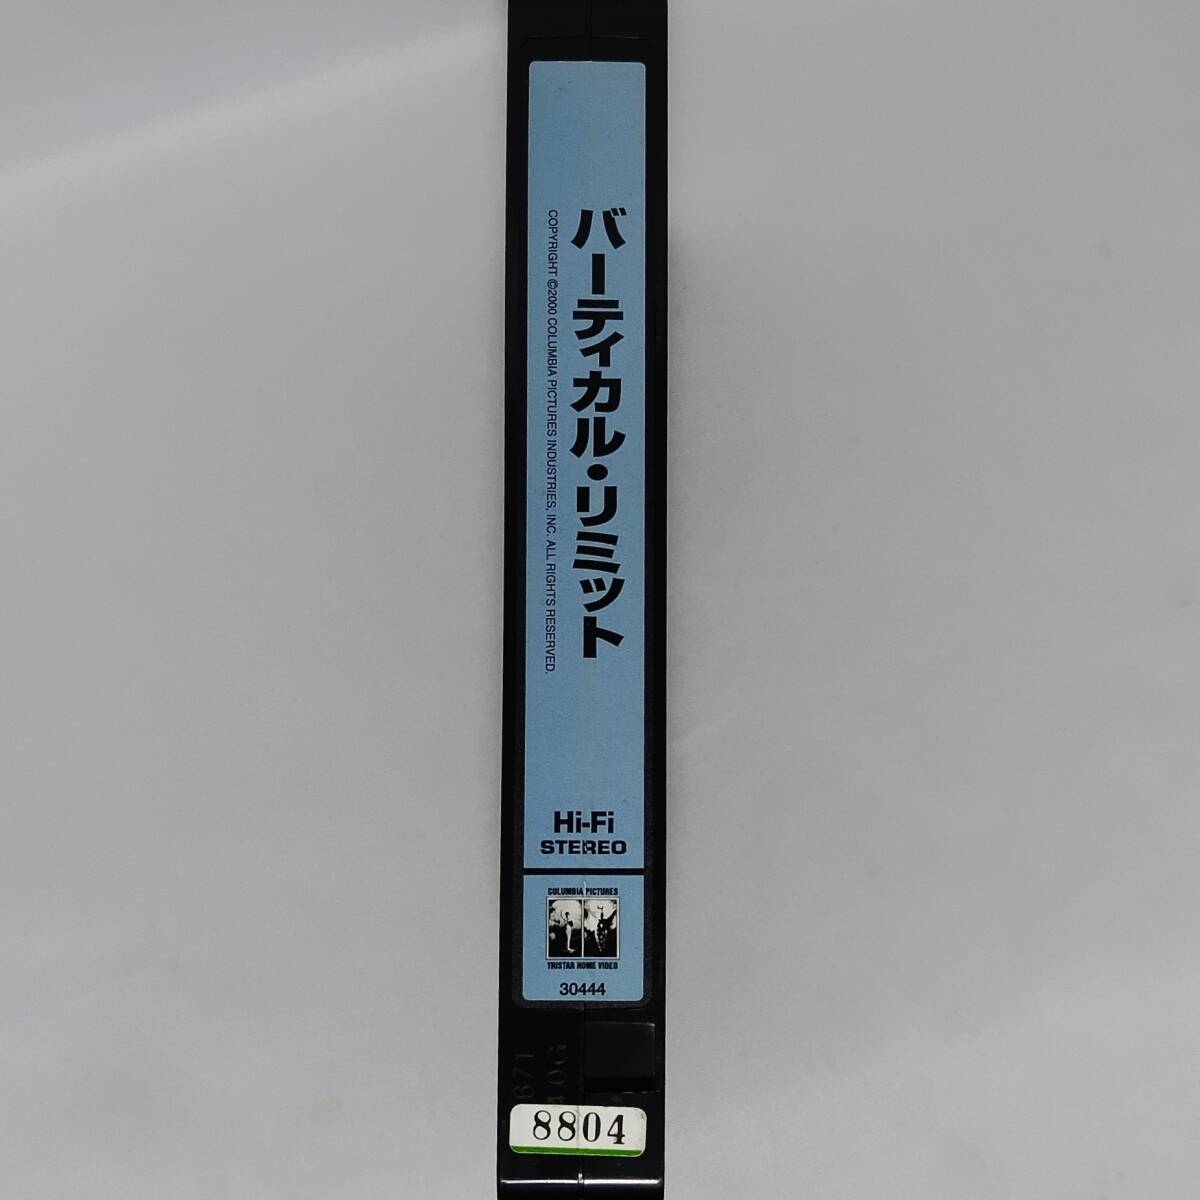 バーティカル・リミット
COPYRIGHT ©2000 COLUMBIA PICTURES INDUSTRIES, INC. ALL RIGHTS RESERVED.
Hi-Fi
STEREO
COLUMBIA PICTURES
TRISTAR HOME VIDEO
30444
8804